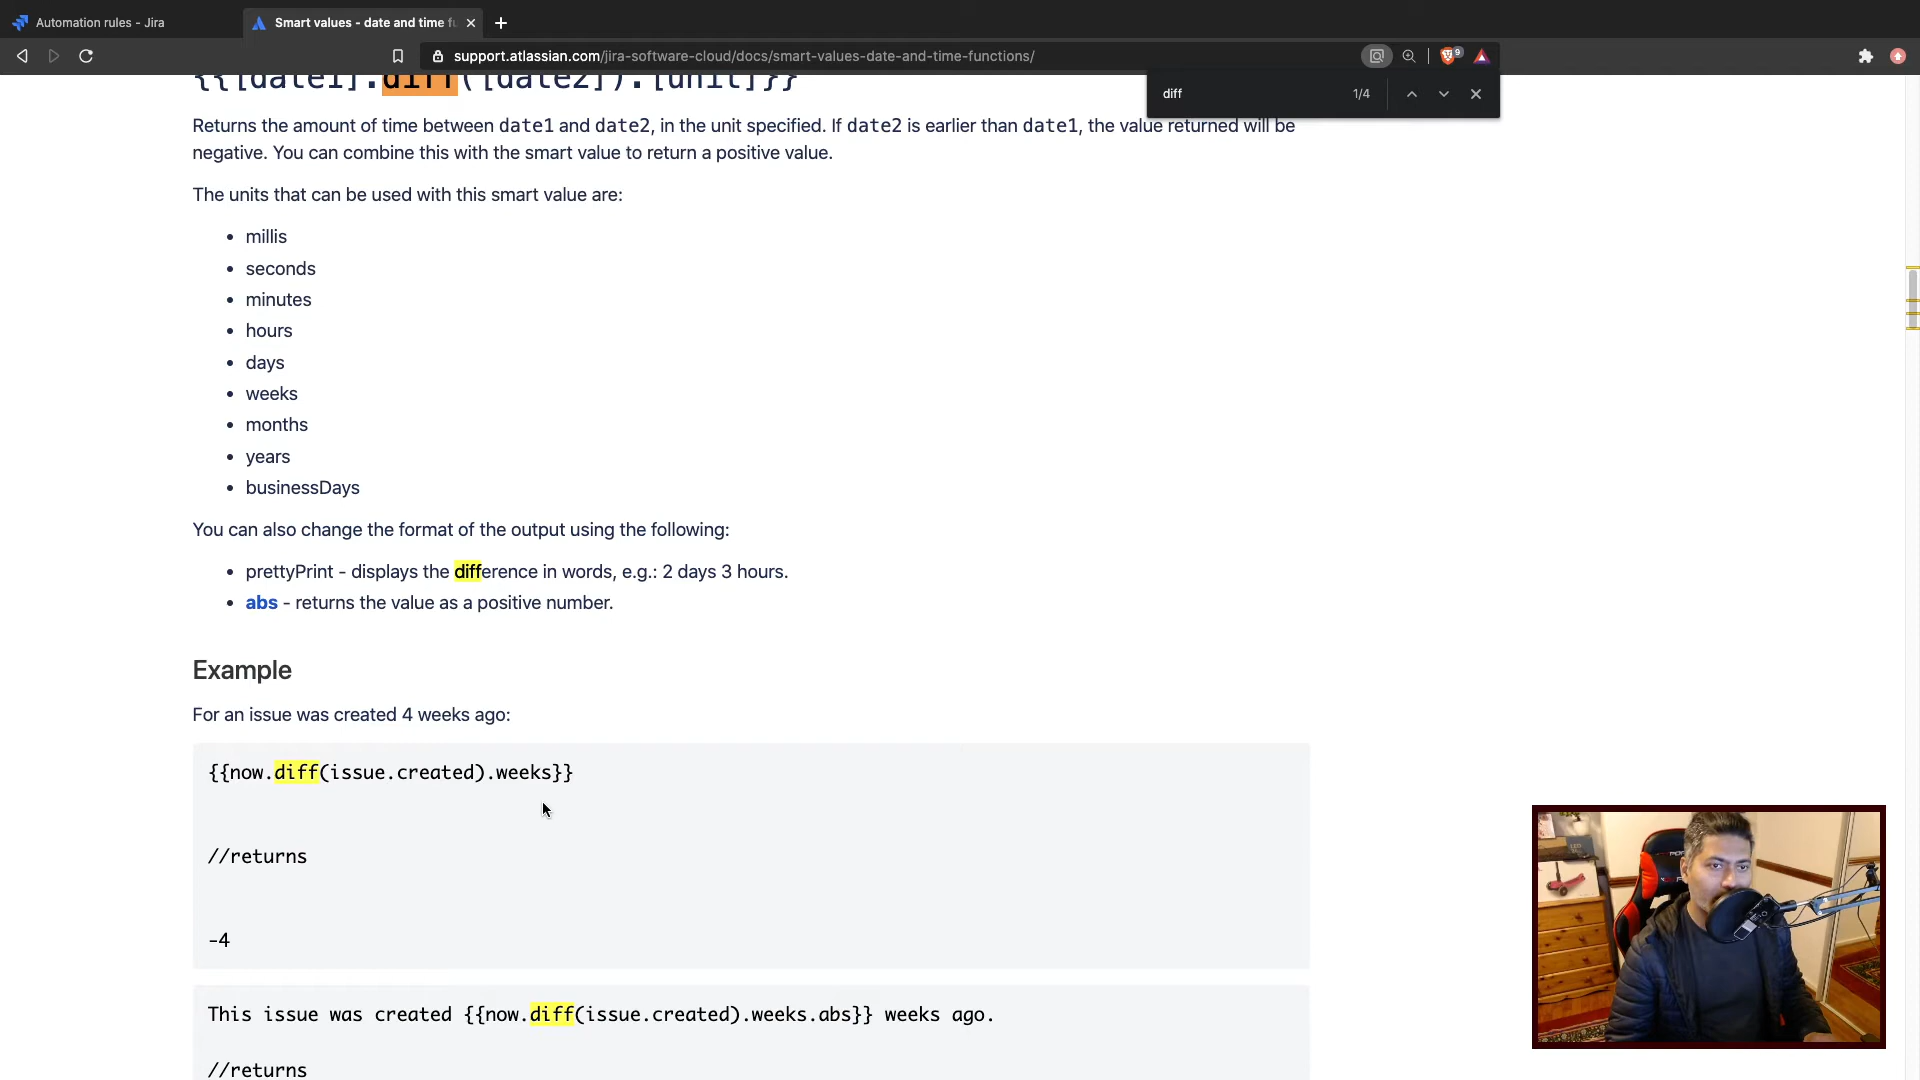 Automation rules - Jira
Smart values - date and time fu
support.atlassian.com/jira-software-cloud/docs/smart-values-date-and-time-functions/
9
diff
1/4
{{[date1].diff([date2]).[unit]}}
Returns the amount of time between date1 and date2, in the unit specified. If date2 is earlier than date1, the value returned will be
negative. You can combine this with the smart value to return a positive value.
The units that can be used with this smart value are:
• millis
• seconds
• minutes
• hours
• days
• weeks
• months
• years
• businessDays
You can also change the format of the output using the following:
• prettyPrint - displays the difference in words, e.g.: 2 days 3 hours.
• abs - returns the value as a positive number.
Example
For an issue was created 4 weeks ago:
{{now.diff(issue.created).weeks}}
//returns
-4
This issue was created {{now.diff(issue.created).weeks.abs}} weeks ago.
//returns